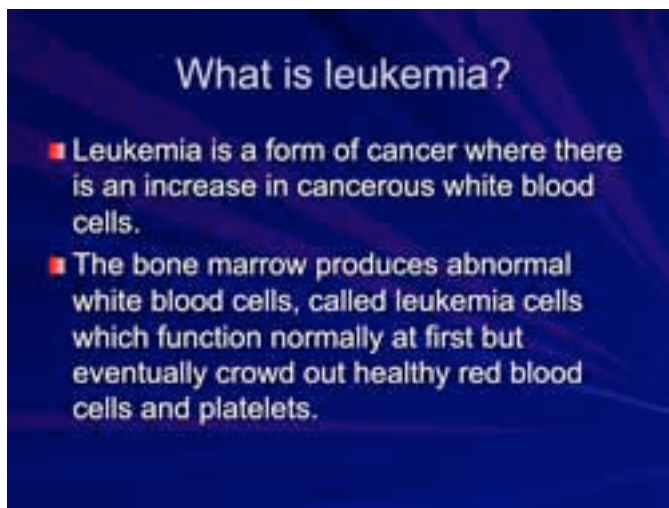 What is leukemia?
Leukemia is a form of cancer where there
is an increase in cancerous white blood
cells.
The bone marrow produces abnormal
white blood cells, called leukemia cells
which function normally at first but
eventually crowd out healthy red blood
cells and platelets.